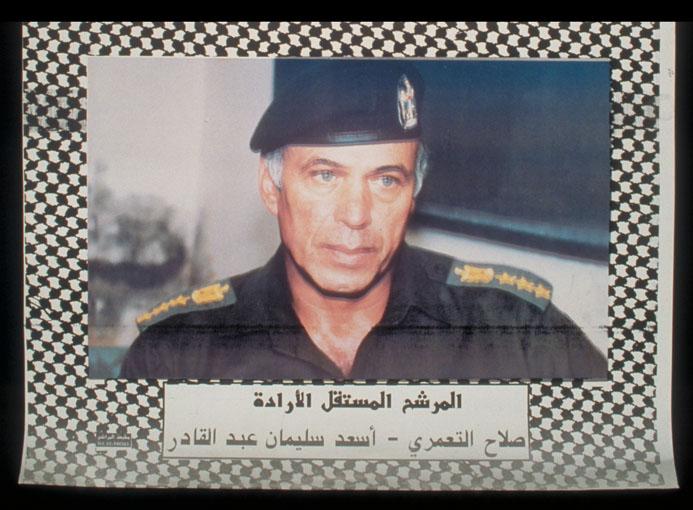 المرشح المستقل الأرادة
صلاح التعمري - أسعد سليمان عبد القادر